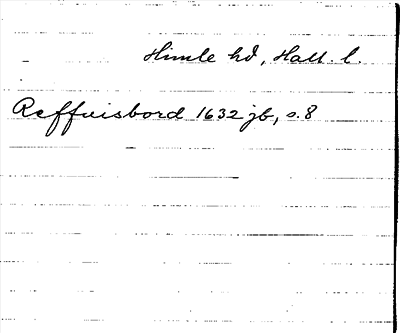 Himle hd, Hall. l.
Reffuisbord 1632 jb, s. 8